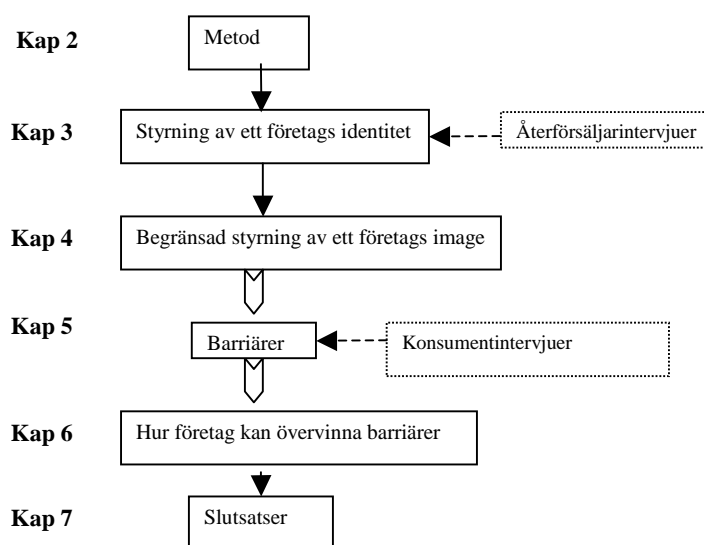 Kap 2 Metod
Kap 3 Styrning av ett företags identitet Återförsäljarintervjuer
Kap 4 Begränsad styrning av ett företags image
Kap 5 Barriärer Konsumentintervjuer
Kap 6 Hur företag kan övervinna barriärer
Kap 7 Slutsatser